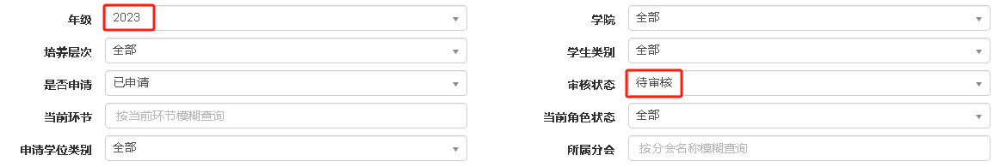 年级 2023 学院 全部
培养层次 全部 学生类别 全部
是否申请 已申请 审核状态 待审核
当前环节 按当前环节模糊查询 当前角色状态 全部
申请学位类别 全部 所属分会 按分会名称模糊查询